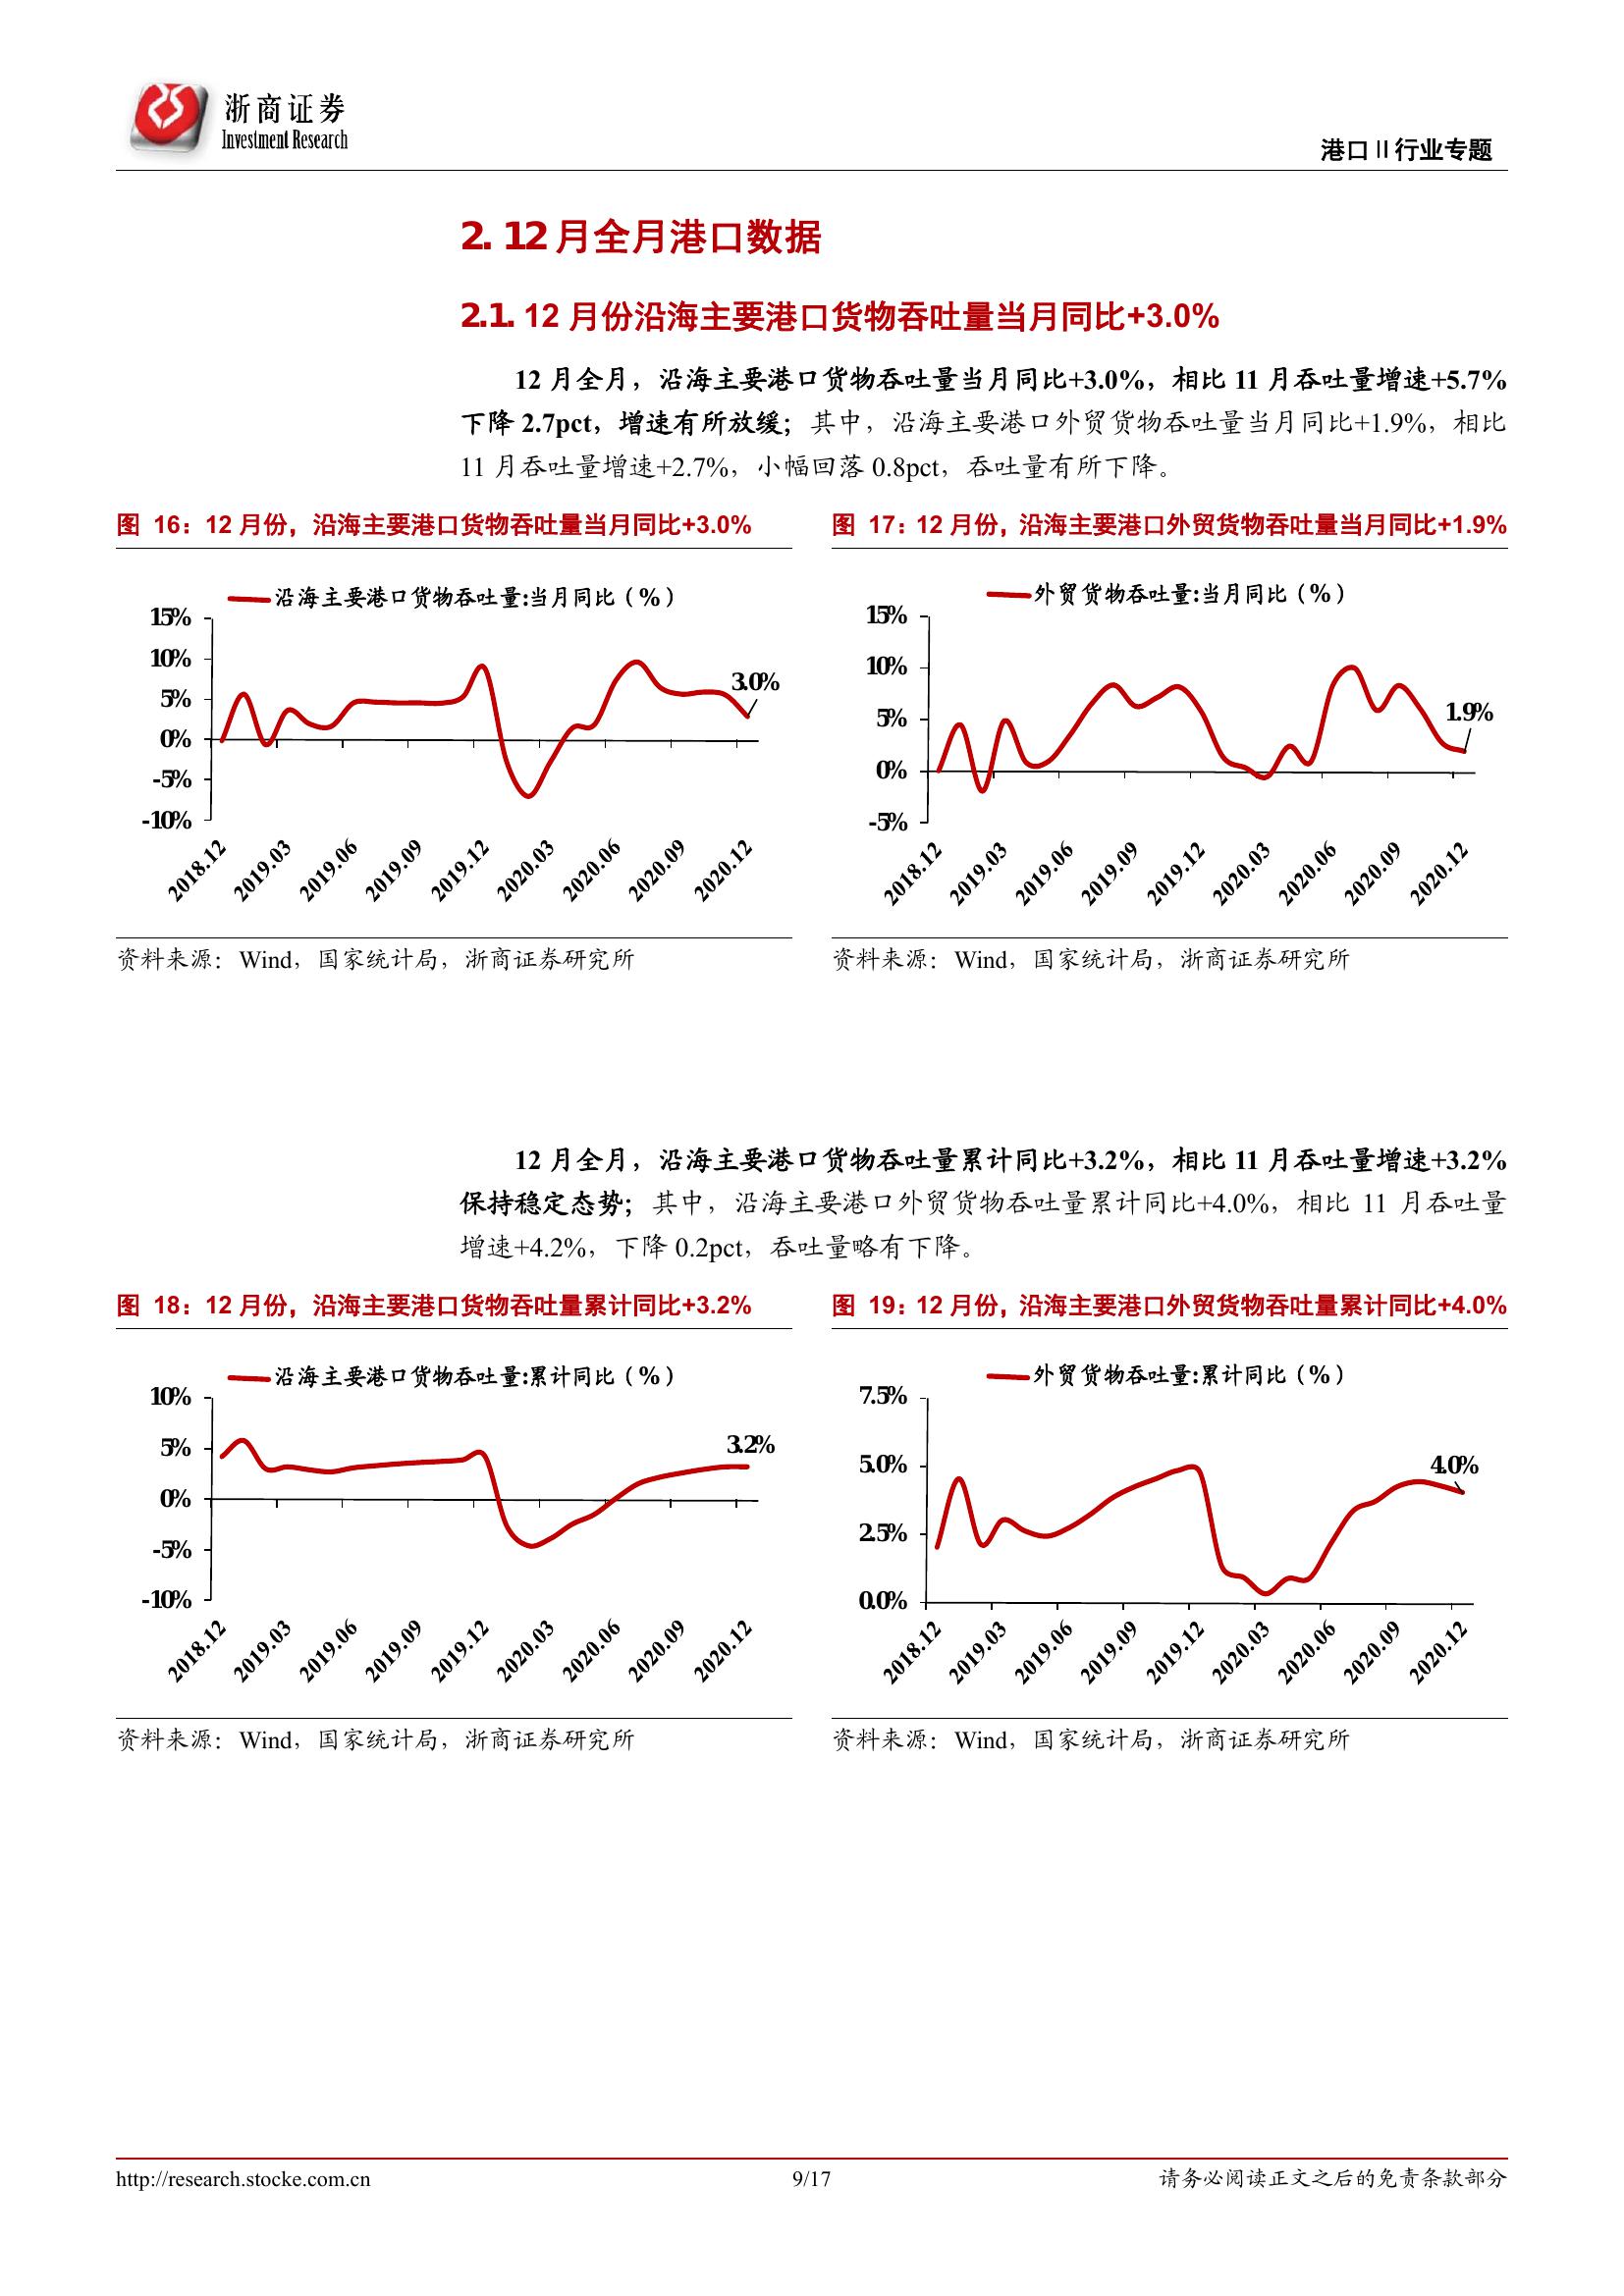 浙商证券
Investment Research
港口 II 行业专题
2. 12 月全月港口数据
2.1. 12 月份沿海主要港口货物吞吐量当月同比+3.0%
12 月全月，沿海主要港口货物吞吐量当月同比+3.0%，相比 11 月吞吐量增速+5.7%
下降 2.7pct，增速有所放缓；其中，沿海主要港口外贸货物吞吐量当月同比+1.9%，相比
11 月吞吐量增速+2.7%，小幅回落 0.8pct，吞吐量有所下降。
图 16：12 月份，沿海主要港口货物吞吐量当月同比+3.0%
沿海主要港口货物吞吐量:当月同比（%）
15%
10%
5%
0%
-5%
-10%
3.0%
2018.12
2019.03
2019.06
2019.09
2019.12
2020.03
2020.06
2020.09
2020.12
资料来源：Wind，国家统计局，浙商证券研究所
图 17：12 月份，沿海主要港口外贸货物吞吐量当月同比+1.9%
外贸货物吞吐量:当月同比（%）
15%
10%
5%
0%
-5%
1.9%
2018.12
2019.03
2019.06
2019.09
2019.12
2020.03
2020.06
2020.09
2020.12
资料来源：Wind，国家统计局，浙商证券研究所
12 月全月，沿海主要港口货物吞吐量累计同比+3.2%，相比 11 月吞吐量增速+3.2%
保持稳定态势；其中，沿海主要港口外贸货物吞吐量累计同比+4.0%，相比 11 月吞吐量
增速+4.2%，下降 0.2pct，吞吐量略有下降。
图 18：12 月份，沿海主要港口货物吞吐量累计同比+3.2%
沿海主要港口货物吞吐量:累计同比（%）
10%
5%
0%
-5%
-10%
3.2%
2018.12
2019.03
2019.06
2019.09
2019.12
2020.03
2020.06
2020.09
2020.12
资料来源：Wind，国家统计局，浙商证券研究所
图 19：12 月份，沿海主要港口外贸货物吞吐量累计同比+4.0%
外贸货物吞吐量:累计同比（%）
7.5%
5.0%
2.5%
0.0%
4.0%
2018.12
2019.03
2019.06
2019.09
2019.12
2020.03
2020.06
2020.09
2020.12
资料来源：Wind，国家统计局，浙商证券研究所
http://research.stocke.com.cn
9/17
请务必阅读正文之后的免责条款部分